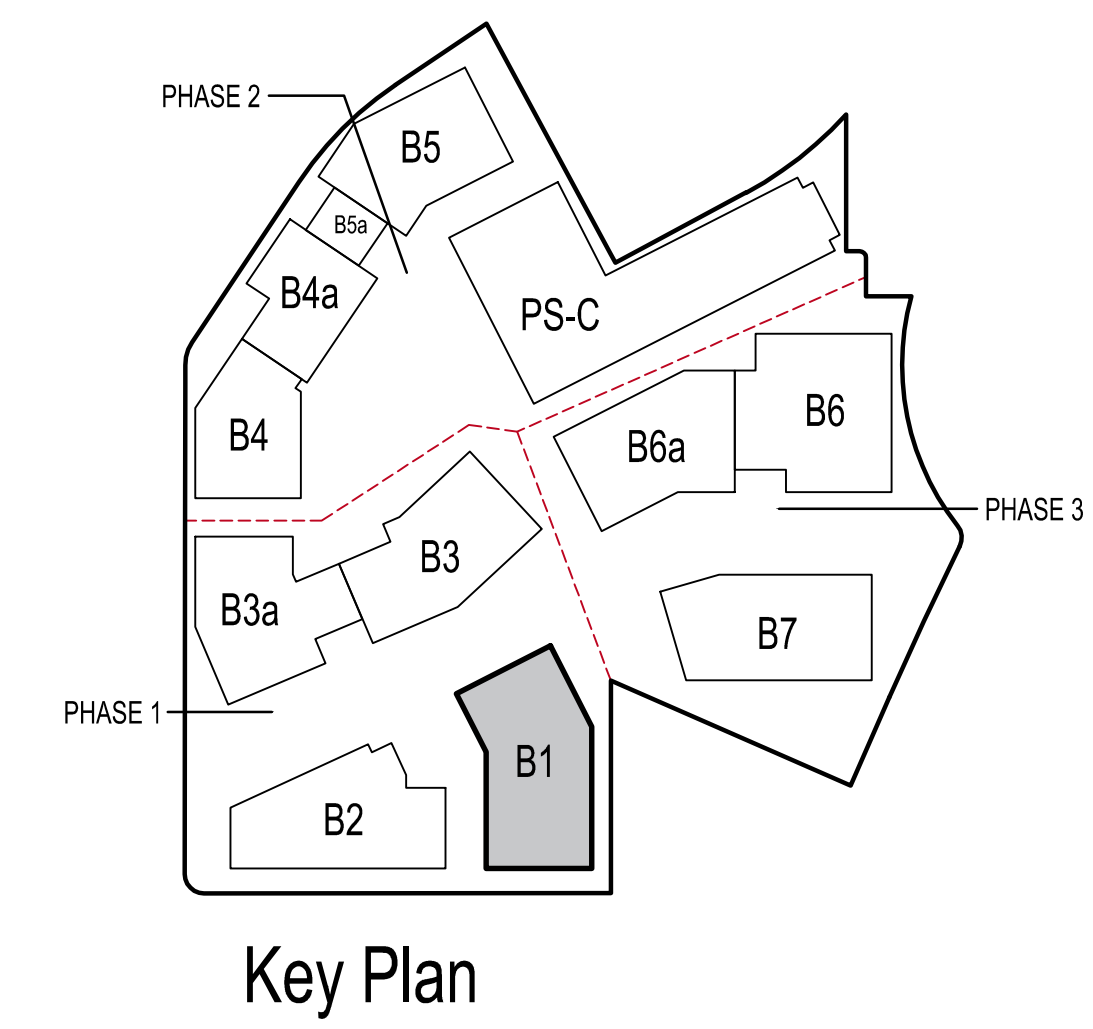 PHASE 2
B5
B5a
B4a
PS-C
B4
B6
B6a
PHASE 3
B3
B3a
B7
PHASE 1
B1
B2
Key Plan